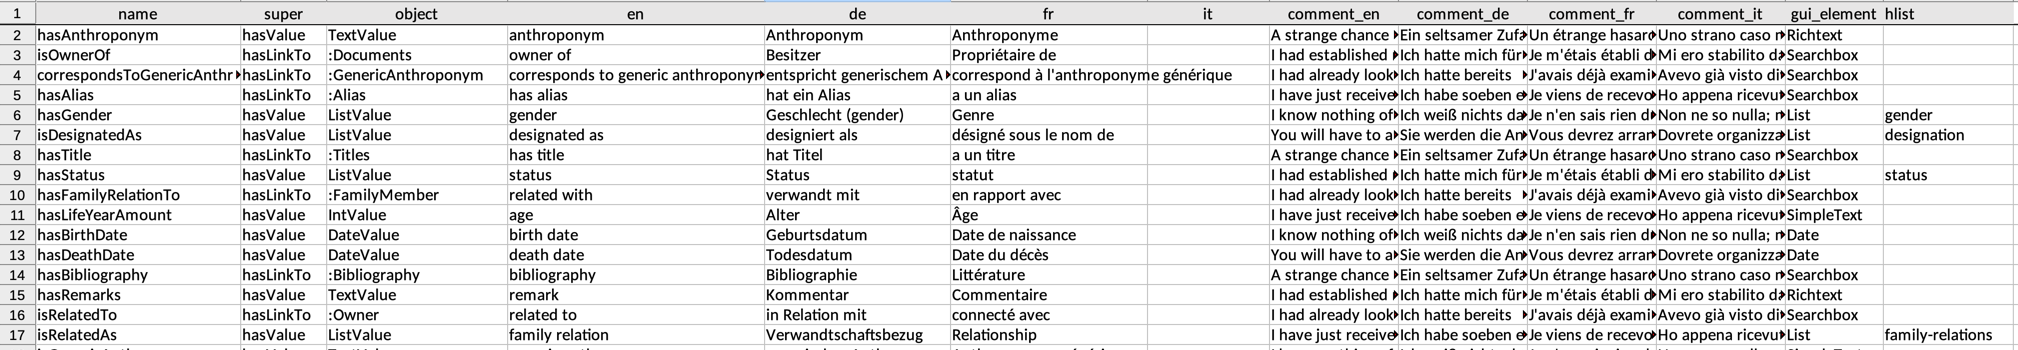 1 name super object en de fr it comment_en comment_de comment_fr comment_it gui_element hlist
2 hasAnthroponym hasValue TextValue anthroponym Anthroponym Anthroponyme A strange chance Ein seltsamer Zufa Un étrange hasard Uno strano caso Richtext
3 isOwnerOf hasLinkTo :Documents owner of Besitzer Propriétaire de I had established Ich hatte mich für Je m'étais établi Mi ero stabilito Searchbox
4 correspondsToGenericAnthr hasLinkTo :GenericAnthroponym corresponds to generic anthroponym entspricht generischem A correspond à l'anthroponyme générique I had already look Ich hatte bereits J'avais déjà exami Avevo già visto di Searchbox
5 hasAlias hasLinkTo :Alias has alias hat ein Alias a un alias I have just receive Ich habe soeben Je viens de recevo Ho appena ricevu Searchbox
6 hasGender hasValue ListValue gender Geschlecht (gender) Genre I know nothing of Ich weiß nichts da Je n'en sais rien d Non ne so nulla; List gender
7 isDesignatedAs hasValue ListValue designated as designiert als désigné sous le nom de You will have to a Sie werden die An Vous devrez arran Dovrete organizza List designation
8 hasTitle hasLinkTo :Titles has title hat Titel a un titre A strange chance Ein seltsamer Zufa Un étrange hasard Uno strano caso Searchbox
9 hasStatus hasValue ListValue status Status statut I had established Ich hatte mich für Je m'étais établi Mi ero stabilito List status
10 hasFamilyRelationTo hasLinkTo :FamilyMember related with verwandt mit en rapport avec I had already look Ich hatte bereits J'avais déjà exami Avevo già visto di Searchbox
11 hasLifeYearAmount hasValue IntValue age Alter Âge I have just receive Ich habe soeben Je viens de recevo Ho appena ricevu SimpleText
12 hasBirthDate hasValue DateValue birth date Geburtsdatum Date de naissance I know nothing of Ich weiß nichts da Je n'en sais rien d Non ne so nulla; Date
13 hasDeathDate hasValue DateValue death date Todesdatum Date du décès You will have to a Sie werden die An Vous devrez arran Dovrete organizza Date
14 hasBibliography hasLinkTo :Bibliography bibliography Bibliographie Littérature A strange chance Ein seltsamer Zufa Un étrange hasard Uno strano caso Searchbox
15 hasRemarks hasValue TextValue remark Kommentar Commentaire I had established Ich hatte mich für Je m'étais établi Mi ero stabilito Richtext
16 isRelatedTo hasLinkTo :Owner related to in Relation mit connecté avec I had already look Ich hatte bereits J'avais déjà exami Avevo già visto di Searchbox
17 isRelatedAs hasValue ListValue family relation Verwandtschaftsbezug Relationship I have just receive Ich habe soeben Je viens de recevo Ho appena ricevu List family-relations